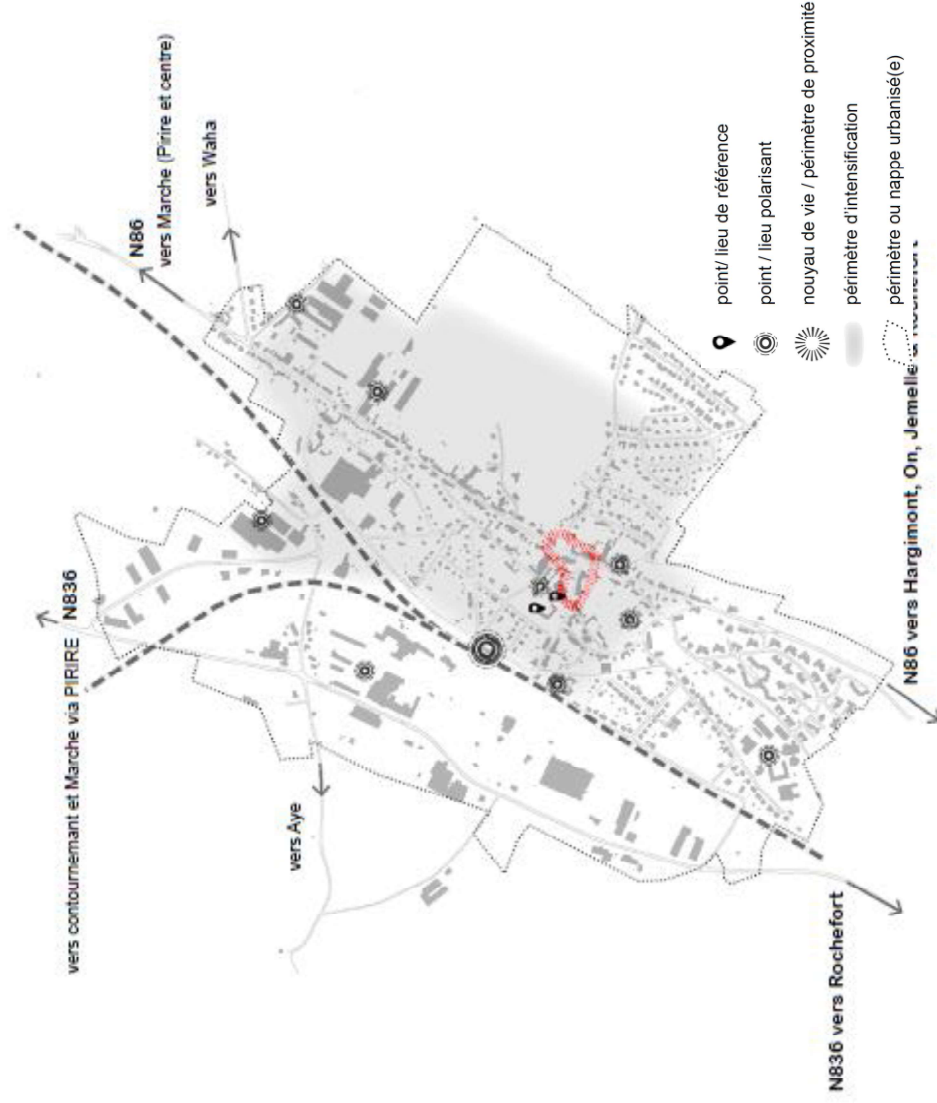 vers contournemant et Marche via PIRIRE N836
N86
vers Marche (Pirire et centre)
vers Waha
vers Aye
N836 vers Rochefort
N86 vers Hargimont, On, Jemelle & Rochefort
point/ lieu de référence
point / lieu polarisant
nouyau de vie / périmètre de proximité
périmètre d'intensification
périmètre ou nappe urbanisé(e)